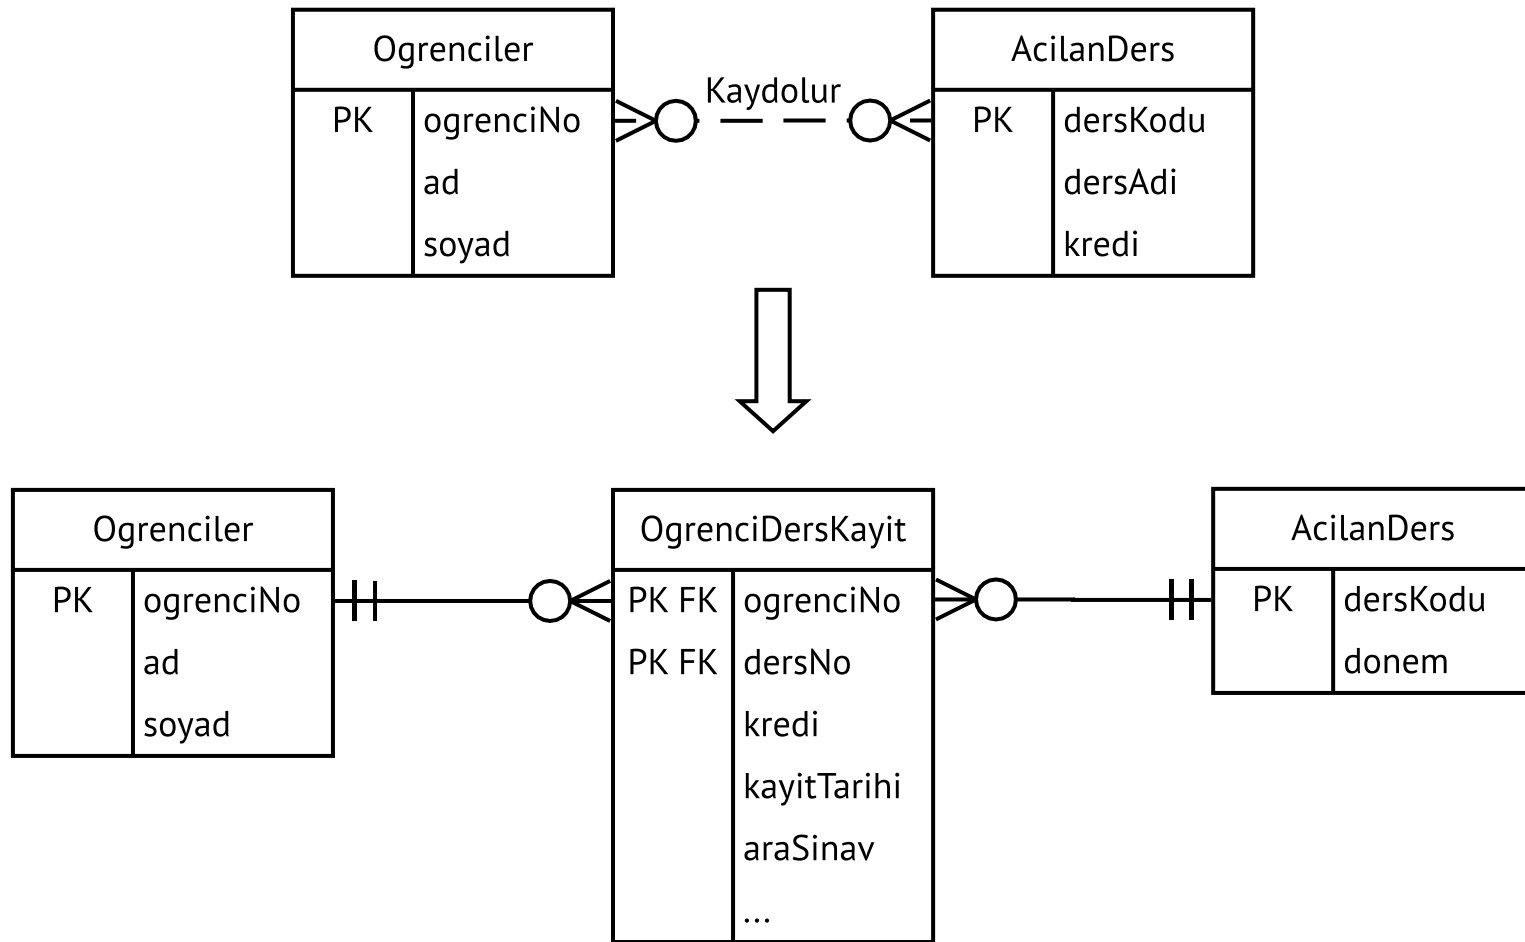 Ogrenciler
PK ogrenciNo
ad
soyad
Kaydolur
AcilanDers
PK dersKodu
dersAdi
kredi
Ogrenciler
PK ogrenciNo
ad
soyad
OgrenciDersKayit
PK FK ogrenciNo
PK FK dersNo
kredi
kayitTarihi
araSinav
...
AcilanDers
PK dersKodu
donem